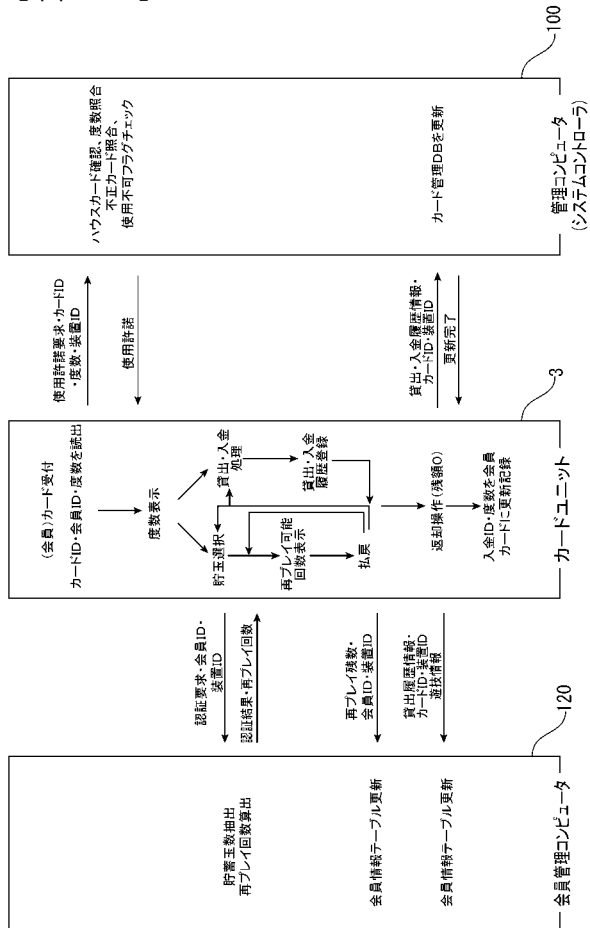 (会員)カード受付
カードID・会員ID・度数を読出
度数表示
貯玉選択
再プレイ可能
回数表示
払戻
貸出・入金
処理
貸出・入金
履歴登録
返却操作(残額0)
入金ID・度数を会員
カードに更新記録
カードユニット
3
使用許諾要求・カードID
・度数・装置ID
使用許諾
ハウスカード確認、度数照合
不正カード照合、
使用不可フラグチェック
貸出・入金履歴情報・
カードID・装置ID
更新完了
カード管理DBを更新
管理コンピュータ
(システムコントローラ)
100
認証要求・会員ID・
装置ID
認証結果・再プレイ回数
貯蓄玉数抽出
再プレイ回数算出
再プレイ残数・
会員ID・装置ID
会員情報テーブル更新
貸出履歴情報・
カードID・装置ID
遊技情報
会員情報テーブル更新
会員管理コンピュータ
120